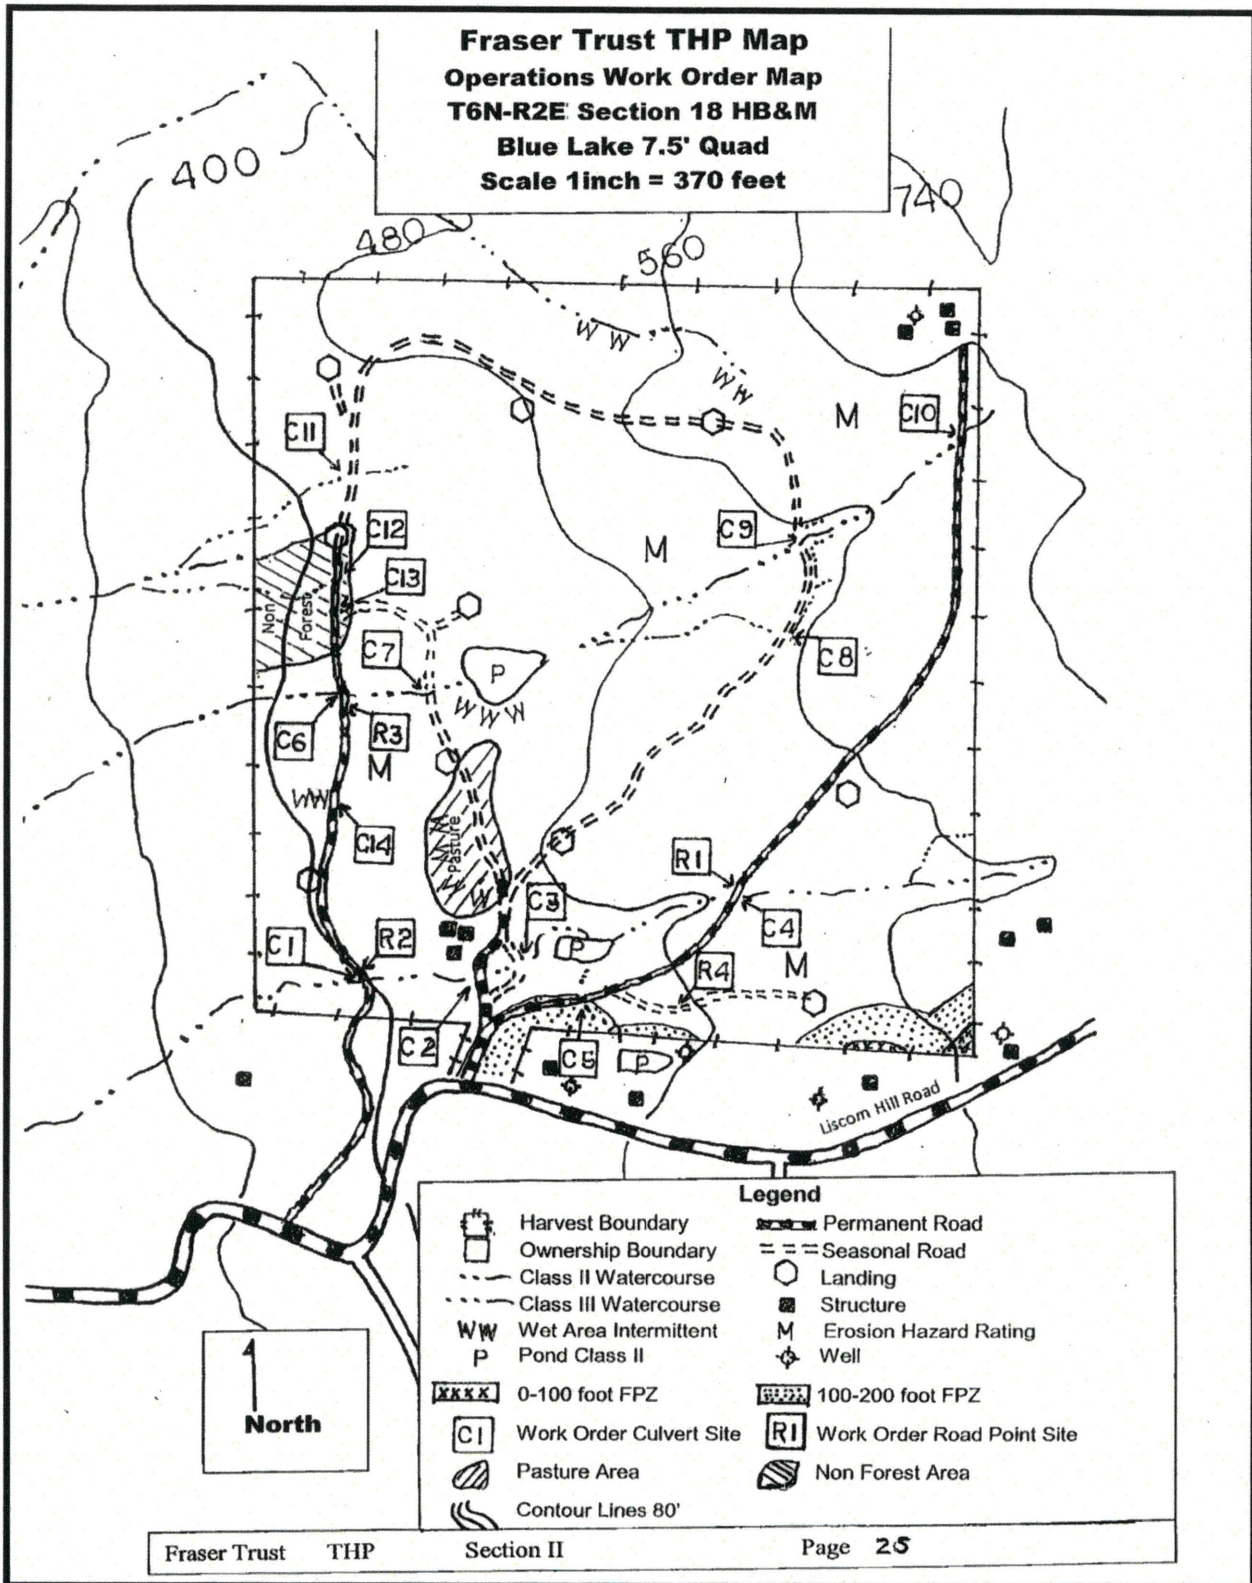 Fraser Trust THP Map
Operations Work Order Map
T6N-R2E Section 18 HB&M
Blue Lake 7.5' Quad
Scale 1inch = 370 feet
400
480
560
740
W W
W W
M
C10
C11
C12
C9
M
C13
Non
Forest
C7
P
C8
W W W
C6
R3
M
WW
C14
Pasture
R1
C3
C1
R2
P
C4
R4
M
C2
C5
P
Liscom Hill Road
Legend
Harvest Boundary
Permanent Road
Ownership Boundary
Seasonal Road
Class II Watercourse
Landing
Class III Watercourse
Structure
WW Wet Area Intermittent
M Erosion Hazard Rating
P Pond Class II
Well
XXXX 0-100 foot FPZ
100-200 foot FPZ
C1 Work Order Culvert Site
R1 Work Order Road Point Site
Pasture Area
Non Forest Area
Contour Lines 80'
North
Fraser Trust THP Section II Page 25